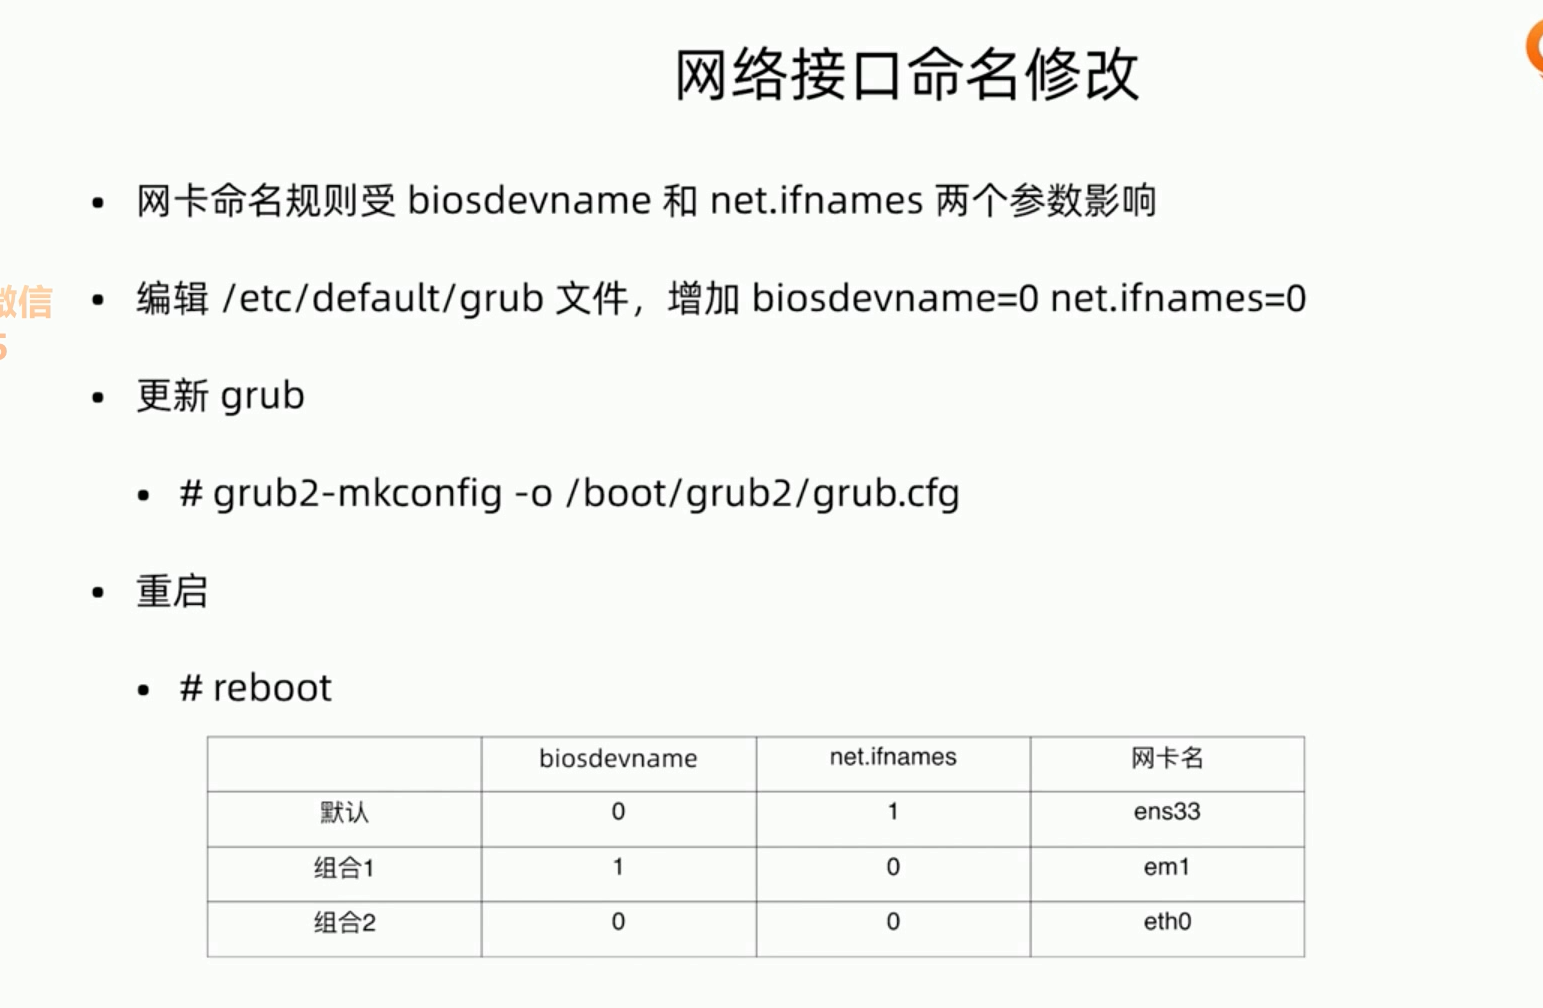 网络接口命名修改
• 网卡命名规则受 biosdevname 和 net.ifnames 两个参数影响
• 编辑 /etc/default/grub 文件，增加 biosdevname=0 net.ifnames=0
微信
5
• 更新 grub
• # grub2-mkconfig -o /boot/grub2/grub.cfg
• 重启
• # reboot
biosdevname net.ifnames 网卡名
默认 0 1 ens33
组合1 1 0 em1
组合2 0 0 eth0